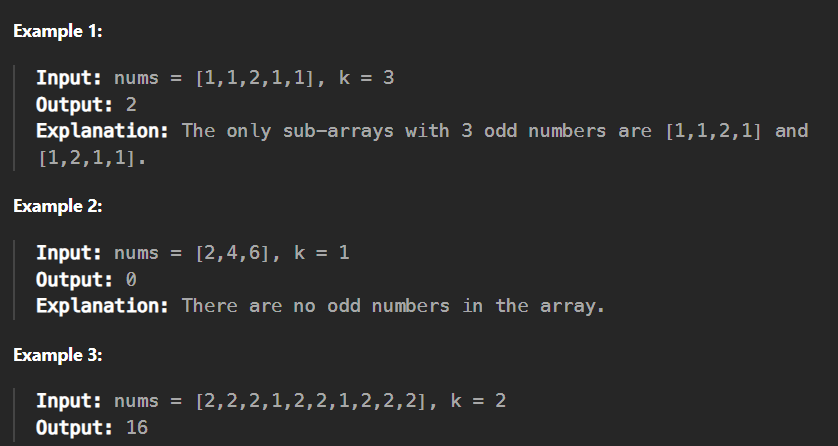 Example 1:
Input: nums = [1,1,2,1,1], k = 3
Output: 2
Explanation: The only sub-arrays with 3 odd numbers are [1,1,2,1] and
[1,2,1,1].
Example 2:
Input: nums = [2,4,6], k = 1
Output: 0
Explanation: There are no odd numbers in the array.
Example 3:
Input: nums = [2,2,2,1,2,2,1,2,2,2], k = 2
Output: 16